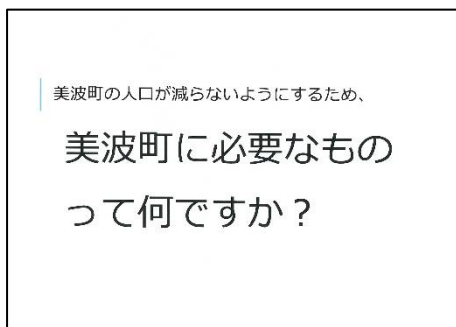 美波町の人口が減らないようにするため、
美波町に必要なもの
って何ですか？